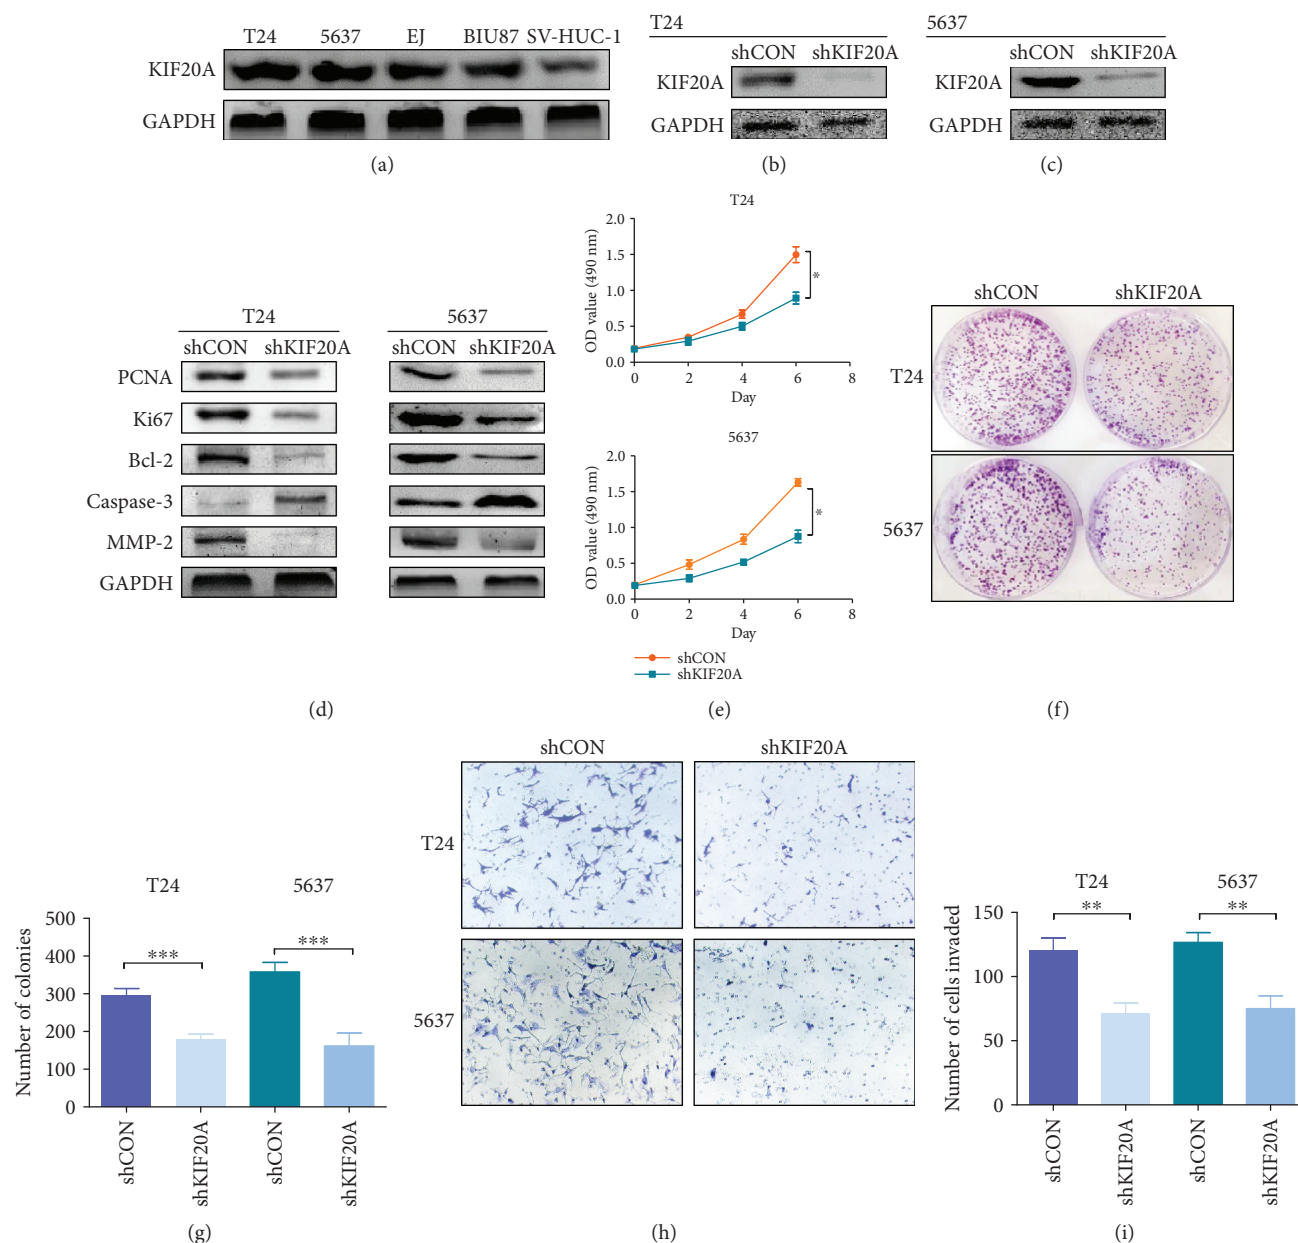 T24 5637 EJ BIU87 SV-HUC-1
KIF20A
GAPDH
(a)
T24
shCON shKIF20A
KIF20A
GAPDH
(b)
5637
shCON shKIF20A
KIF20A
GAPDH
(c)
T24 5637
shCON shKIF20A shCON shKIF20A
PCNA
Ki67
Bcl-2
Caspase-3
MMP-2
GAPDH
(d)
T24
OD value (490 nm)
2.0
1.5
1.0
0.5
0.0
0 2 4 6 8
Day
*
5637
OD value (490 nm)
2.0
1.5
1.0
0.5
0.0
0 2 4 6 8
Day
*
shCON
shKIF20A
(e)
shCON shKIF20A
T24
5637
(f)
T24 5637
Number of colonies
500
400
300
200
100
0
*** ***
shCON shKIF20A shCON shKIF20A
(g)
shCON shKIF20A
T24
5637
(h)
T24 5637
Number of cells invaded
150
100
50
0
** **
shCON shKIF20A shCON shKIF20A
(i)